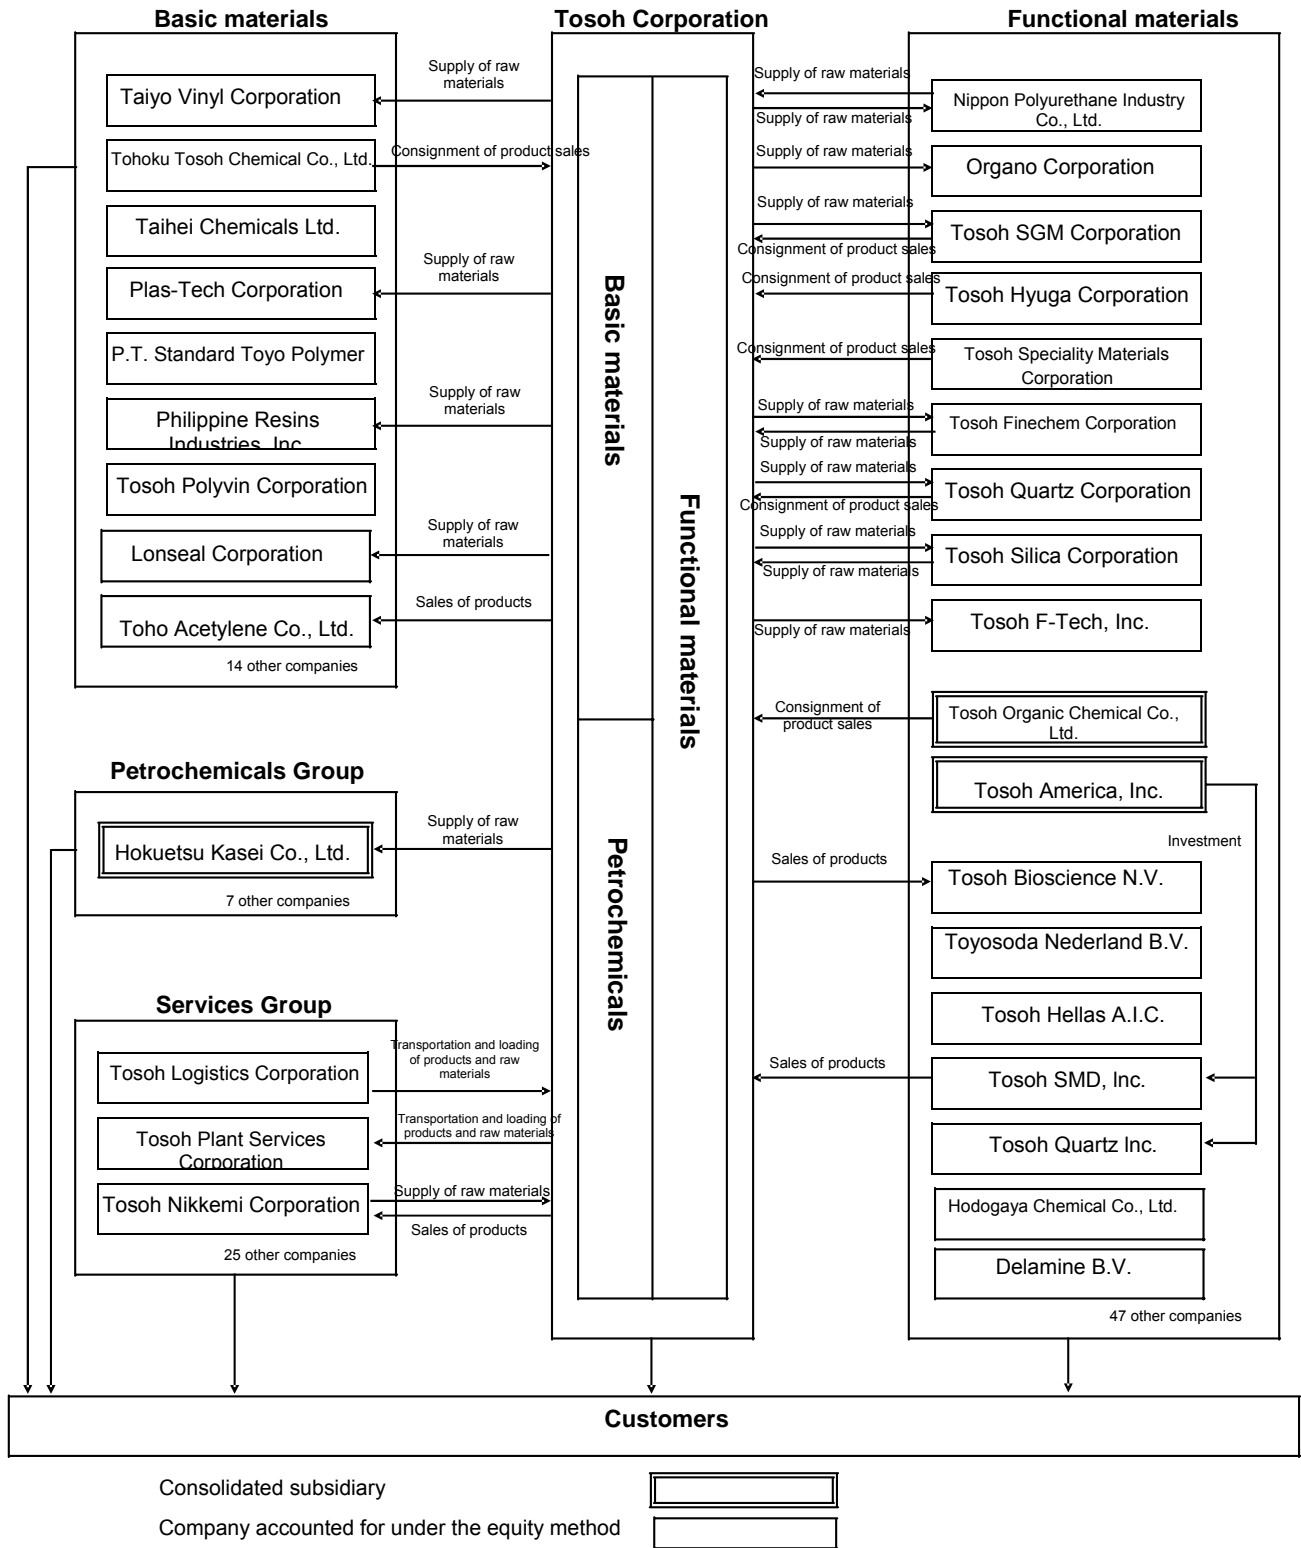 Basic materials
Tosoh Corporation
Functional materials
Taiyo Vinyl Corporation
Tohoku Tosoh Chemical Co., Ltd.
Taihei Chemicals Ltd.
Plas-Tech Corporation
P.T. Standard Toyo Polymer
Philippine Resins
Industries, Inc
Tosoh Polyvin Corporation
Lonseal Corporation
Toho Acetylene Co., Ltd.
14 other companies
Supply of raw
materials
Consignment of product sales
Supply of raw
materials
Supply of raw
materials
Supply of raw
materials
Sales of products
Petrochemicals Group
Hokuetsu Kasei Co., Ltd.
7 other companies
Supply of raw
materials
Services Group
Tosoh Logistics Corporation
Tosoh Plant Services
Corporation
Tosoh Nikkemi Corporation
25 other companies
Transportation and loading
of products and raw
materials
Transportation and loading of
products and raw materials
Supply of raw materials
Sales of products
Basic materials
Petrochemicals
Functional materials
Supply of raw materials
Supply of raw materials
Supply of raw materials
Supply of raw materials
Consignment of product sales
Consignment of product sales
Consignment of product sales
Supply of raw materials
Supply of raw materials
Supply of raw materials
Consignment of product sales
Supply of raw materials
Supply of raw materials
Supply of raw materials
Consignment of
product sales
Sales of products
Sales of products
Nippon Polyurethane Industry
Co., Ltd.
Organo Corporation
Tosoh SGM Corporation
Tosoh Hyuga Corporation
Tosoh Speciality Materials
Corporation
Tosoh Finechem Corporation
Tosoh Quartz Corporation
Tosoh Silica Corporation
Tosoh F-Tech, Inc.
Tosoh Organic Chemical Co.,
Ltd.
Tosoh America, Inc.
Investment
Tosoh Bioscience N.V.
Toyosoda Nederland B.V.
Tosoh Hellas A.I.C.
Tosoh SMD, Inc.
Tosoh Quartz Inc.
Hodogaya Chemical Co., Ltd.
Delamine B.V.
47 other companies
Customers
Consolidated subsidiary
Company accounted for under the equity method